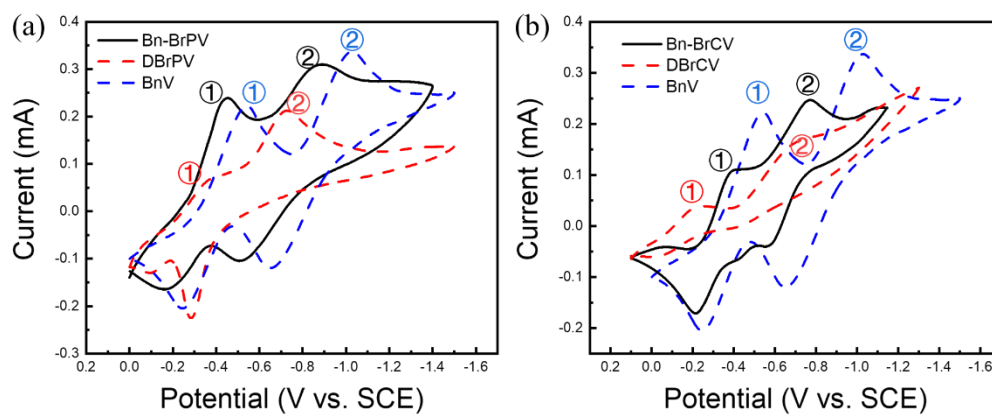 (a)
Bn-BrPV
DBrPV
BnV
① ① ① ② ② ②
Current (mA)
0.4
0.3
0.2
0.1
0.0
-0.1
-0.2
-0.3
0.2 0.0 -0.2 -0.4 -0.6 -0.8 -1.0 -1.2 -1.4 -1.6
Potential (V vs. SCE)
(b)
Bn-BrCV
DBrCV
BnV
① ① ① ② ② ②
Current (mA)
0.4
0.3
0.2
0.1
0.0
-0.1
-0.2
0.2 0.0 -0.2 -0.4 -0.6 -0.8 -1.0 -1.2 -1.4 -1.6
Potential (V vs. SCE)